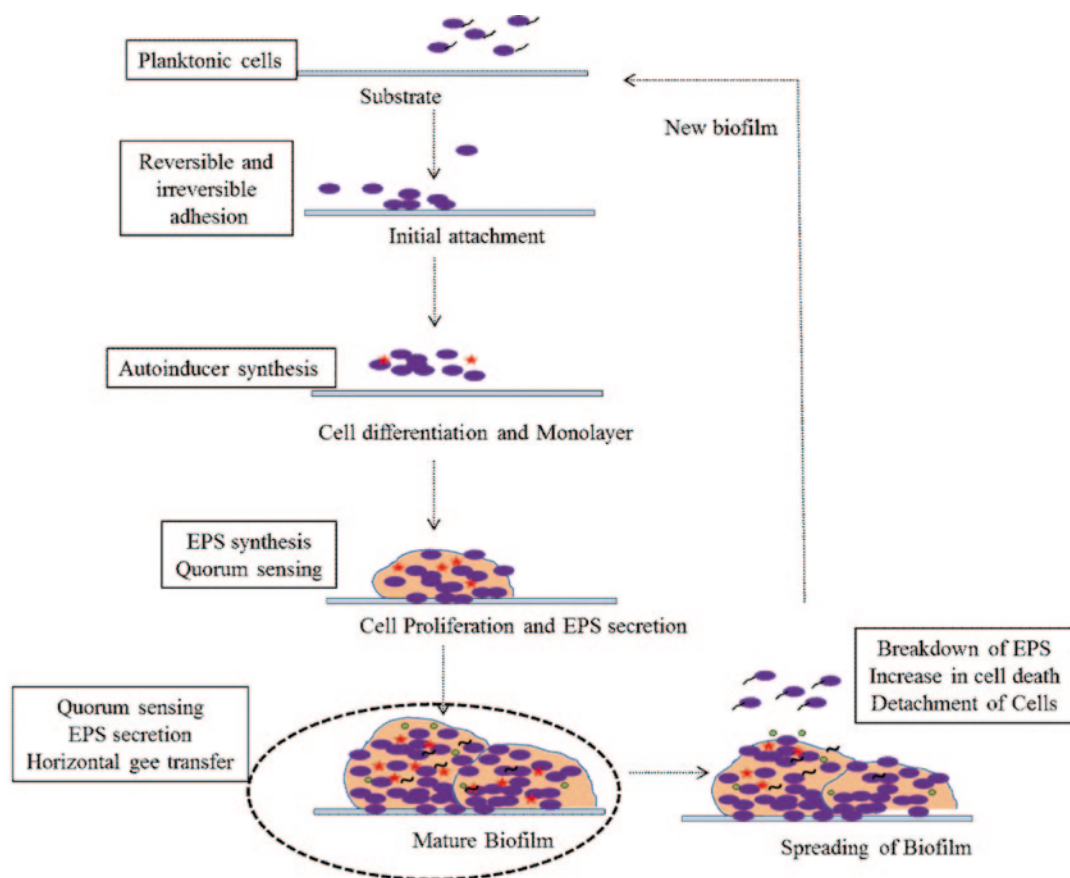 Planktonic cells
Substrate
New biofilm
Reversible and
irreversible
adhesion
Initial attachment
Autoinducer synthesis
Cell differentiation and Monolayer
EPS synthesis
Quorum sensing
Cell Proliferation and EPS secretion
Breakdown of EPS
Increase in cell death
Detachment of Cells
Quorum sensing
EPS secretion
Horizontal gee transfer
Mature Biofilm
Spreading of Biofilm